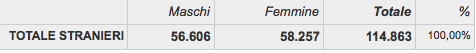 Maschi Femmine Totale %
TOTALE STRANIERI 56.606 58.257 114.863 100,00%